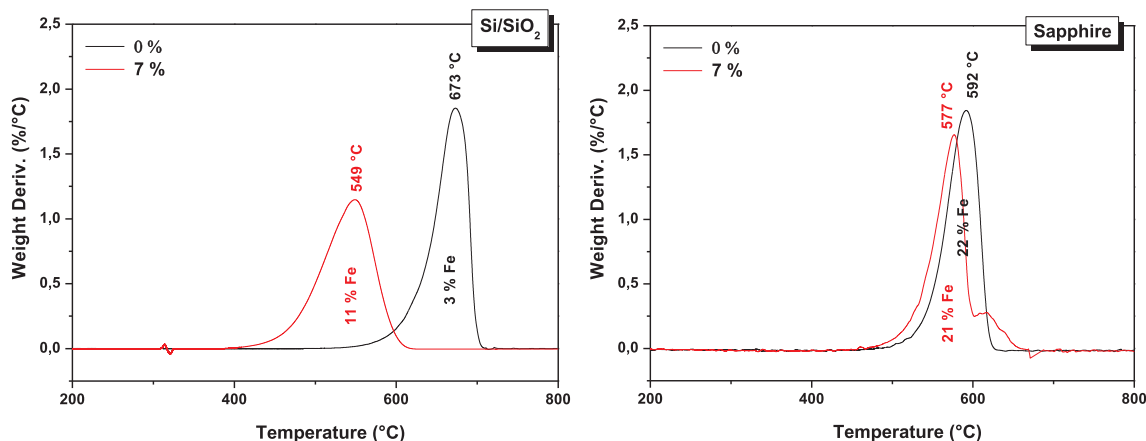 Si/SiO2
0 %
7 %
673 °C
549 °C
11 % Fe
3 % Fe
2,5
2,0
1,5
1,0
0,5
0,0
Weight Deriv. (%/°C)
200
400
600
800
Temperature (°C)
Sapphire
0 %
7 %
577 °C
592 °C
22 % Fe
21 % Fe
2,5
2,0
1,5
1,0
0,5
0,0
Weight Deriv. (%/°C)
200
400
600
800
Temperature (°C)